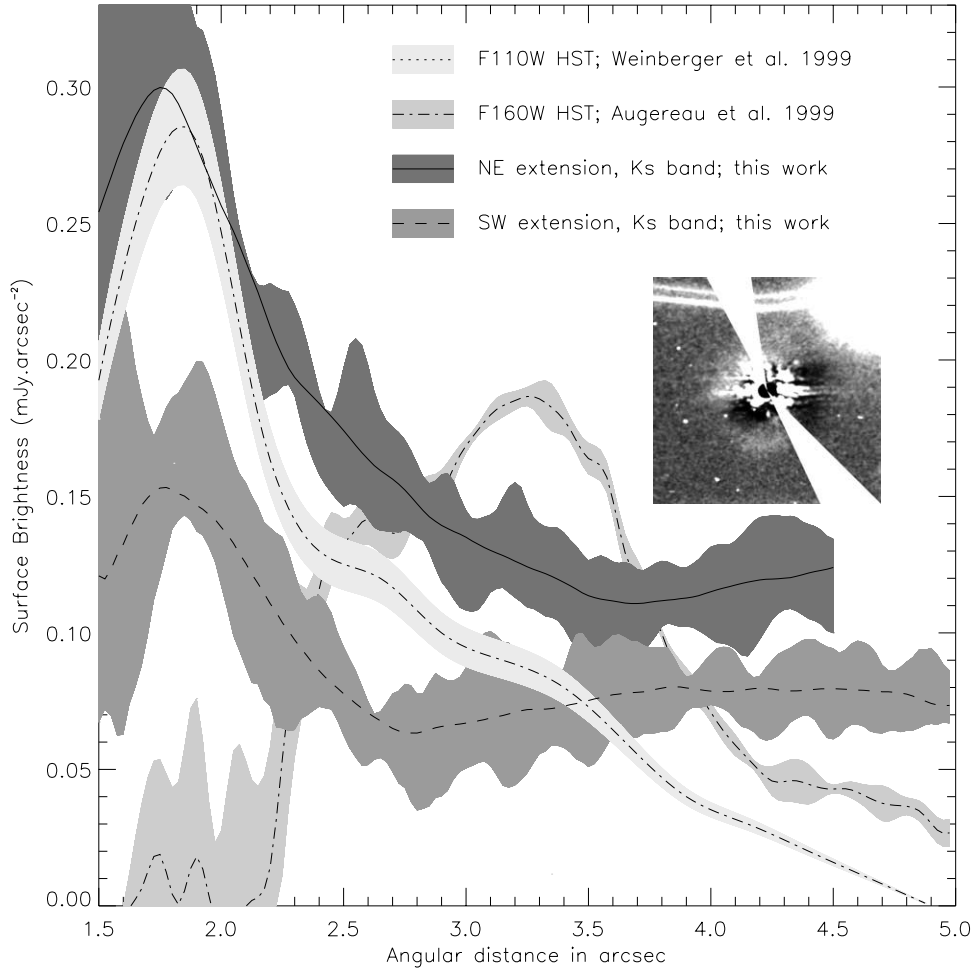 F110W HST; Weinberger et al. 1999
F160W HST; Augereau et al. 1999
NE extension, Ks band; this work
SW extension, Ks band; this work
Surface Brightness (mJy.arcsec⁻²)
0.30
0.25
0.20
0.15
0.10
0.05
0.00
1.5 2.0 2.5 3.0 3.5 4.0 4.5 5.0
Angular distance in arcsec